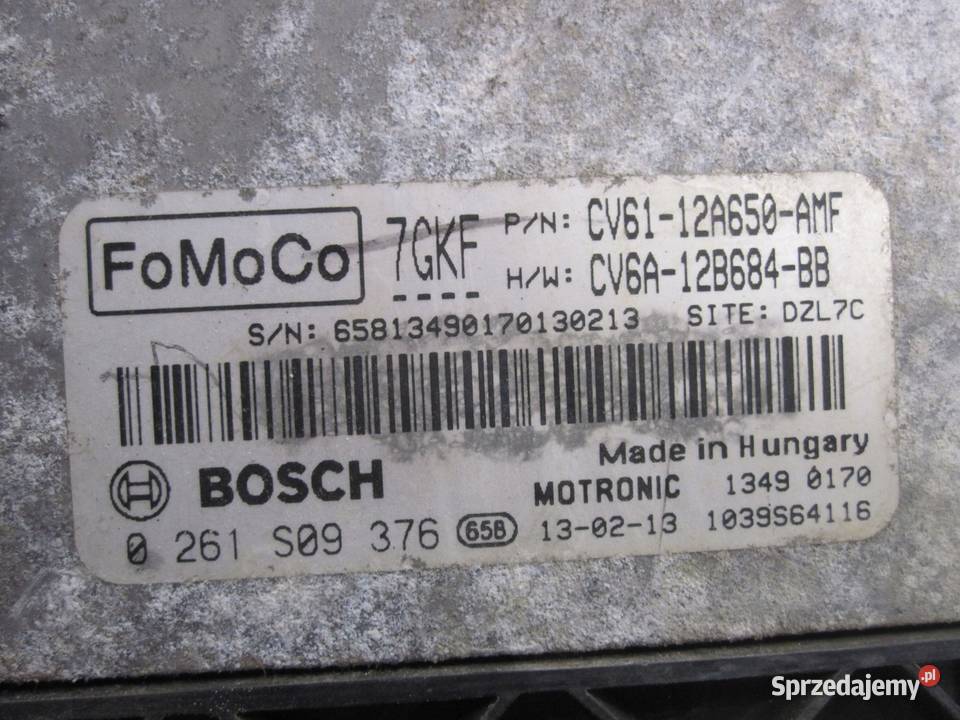 FoMoCo 7GKF P/N: CV61-12A650-AMF
H/W: CV6A-12B684-BB
S/N: 65813490170130213 SITE: DZL7C
Made in Hungary
BOSCH MOTRONIC 1349 0170
0 261 S09 376 658 13-02-13 1039S64116
Sprzedajemy.pl